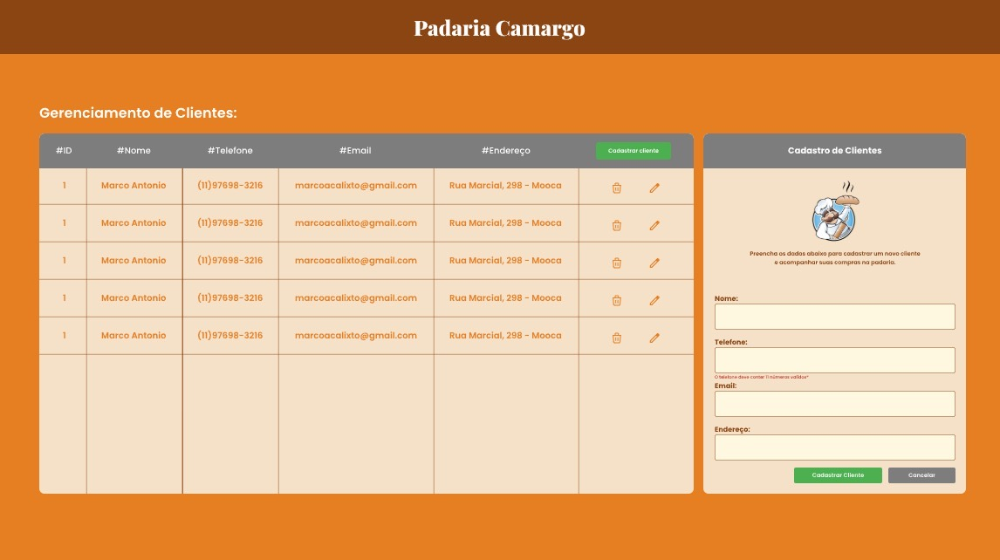 Padaria Camargo
Gerenciamento de Clientes:
#ID #Nome #Telefone #Email #Endereço Cadastrar cliente
1 Marco Antonio (11)97698-3216 marcoacalixto@gmail.com Rua Marcial, 298 - Mooca
1 Marco Antonio (11)97698-3216 marcoacalixto@gmail.com Rua Marcial, 298 - Mooca
1 Marco Antonio (11)97698-3216 marcoacalixto@gmail.com Rua Marcial, 298 - Mooca
1 Marco Antonio (11)97698-3216 marcoacalixto@gmail.com Rua Marcial, 298 - Mooca
1 Marco Antonio (11)97698-3216 marcoacalixto@gmail.com Rua Marcial, 298 - Mooca
Cadastro de Clientes
Preencha os dados abaixo para cadastrar um novo cliente
e acompanhar suas compras na padaria.
Nome:
Telefone:
O telefone deve conter 11 números validos*
Email:
Endereço:
Cadastrar Cliente Cancelar